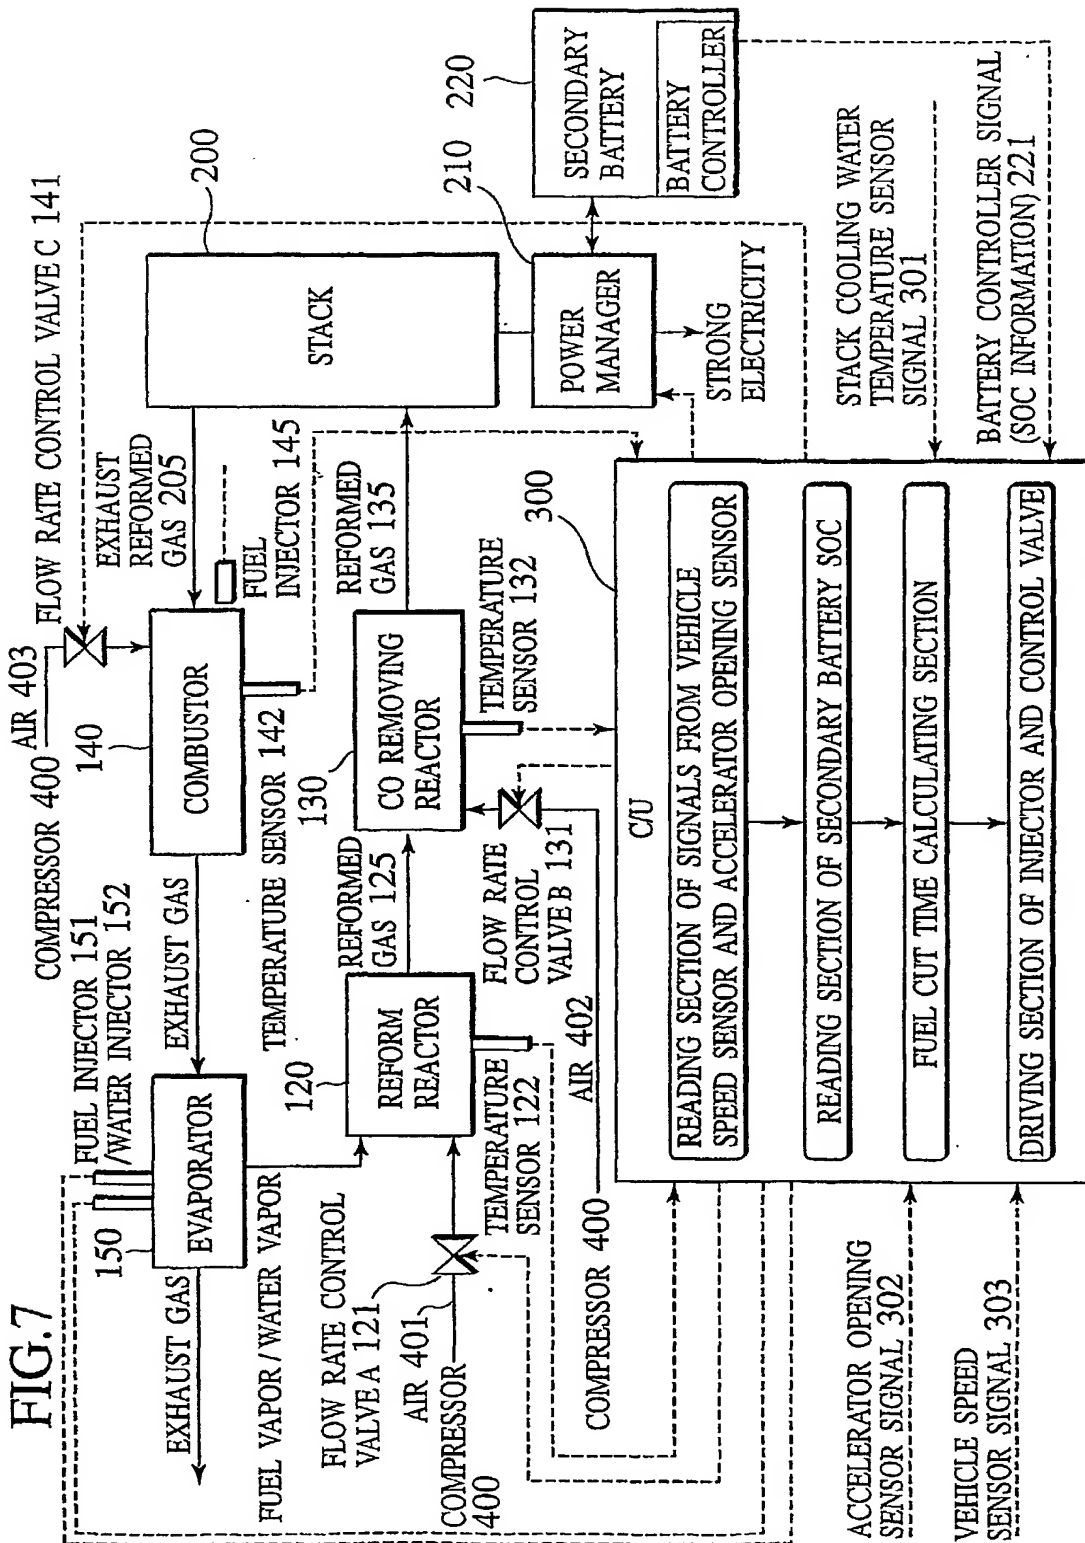 FIG.7
FUEL INJECTOR 151
/WATER INJECTOR 152
COMPRESSOR 400
AIR 403
FLOW RATE CONTROL VALVE C 141
150
EVAPORATOR
EXHAUST GAS
EXHAUST GAS
140
COMBUSTOR
EXHAUST
REFORMED
GAS 205
200
STACK
FUEL
INJECTOR 145
TEMPERATURE SENSOR 142
FUEL VAPOR/WATER VAPOR
120
REFORM
REACTOR
REFORMED
GAS 125
130
CO REMOVING
REACTOR
REFORMED
GAS 135
210
POWER
MANAGER
220
SECONDARY
BATTERY
BATTERY
CONTROLLER
STRONG
ELECTRICITY
FLOW RATE CONTROL
VALVE A 121
AIR 401
COMPRESSOR
400
TEMPERATURE
SENSOR 122
FLOW RATE
CONTROL
VALVE B 131
TEMPERATURE
SENSOR 132
AIR 402
COMPRESSOR 400
300
C/U
READING SECTION OF SIGNALS FROM VEHICLE
SPEED SENSOR AND ACCELERATOR OPENING SENSOR
READING SECTION OF SECONDARY BATTERY SOC
FUEL CUT TIME CALCULATING SECTION
DRIVING SECTION OF INJECTOR AND CONTROL VALVE
STACK COOLING WATER
TEMPERATURE SENSOR
SIGNAL 301
BATTERY CONTROLLER SIGNAL
(SOC INFORMATION) 221
ACCELERATOR OPENING
SENSOR SIGNAL 302
VEHICLE SPEED
SENSOR SIGNAL 303